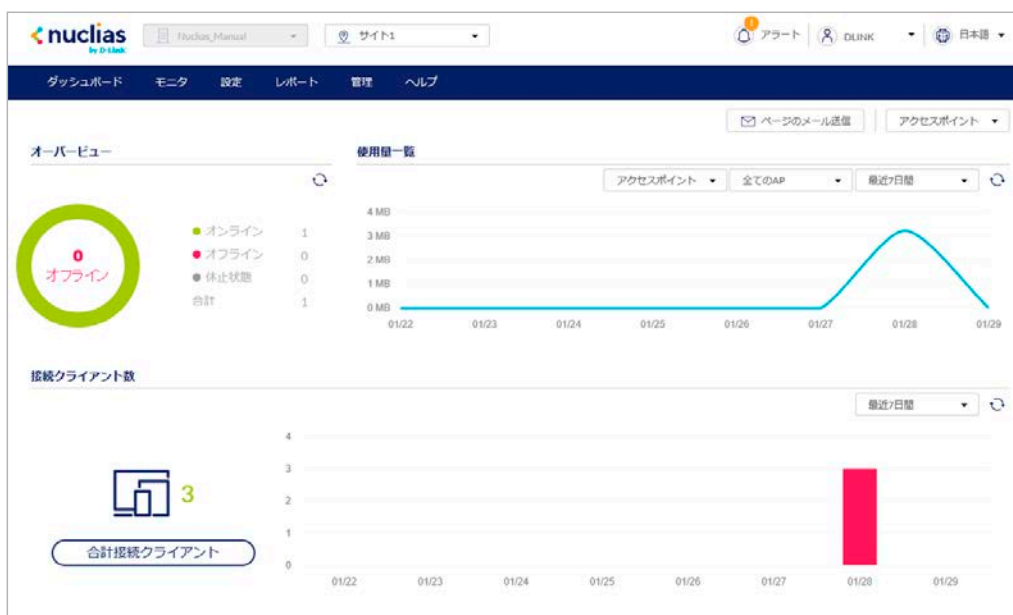 nuclias
by D-Link
Nuclias_Manual
サイト1
1
アラート
DLINK
日本語
ダッシュボード モニタ 設定 レポート 管理 ヘルプ
ページのメール送信
アクセスポイント
オーバービュー
0
オフライン
オンライン 1
オフライン 0
休止状態 0
合計 1
使用量一覧
アクセスポイント
全てのAP
最近7日間
4 MB
3 MB
2 MB
1 MB
0 MB
01/22 01/23 01/24 01/25 01/26 01/27 01/28 01/29
接続クライアント数
最近7日間
3
合計接続クライアント
4
3
2
1
0
01/22 01/23 01/24 01/25 01/26 01/27 01/28 01/29